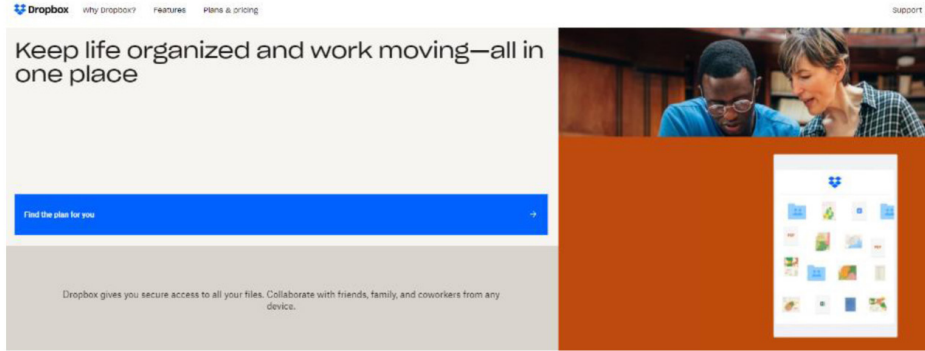 Dropbox Why Dropbox? Features Plans & pricing Support
Keep life organized and work moving—all in
one place
Find the plan for you →
Dropbox gives you secure access to all your files. Collaborate with friends, family, and coworkers from any
device.